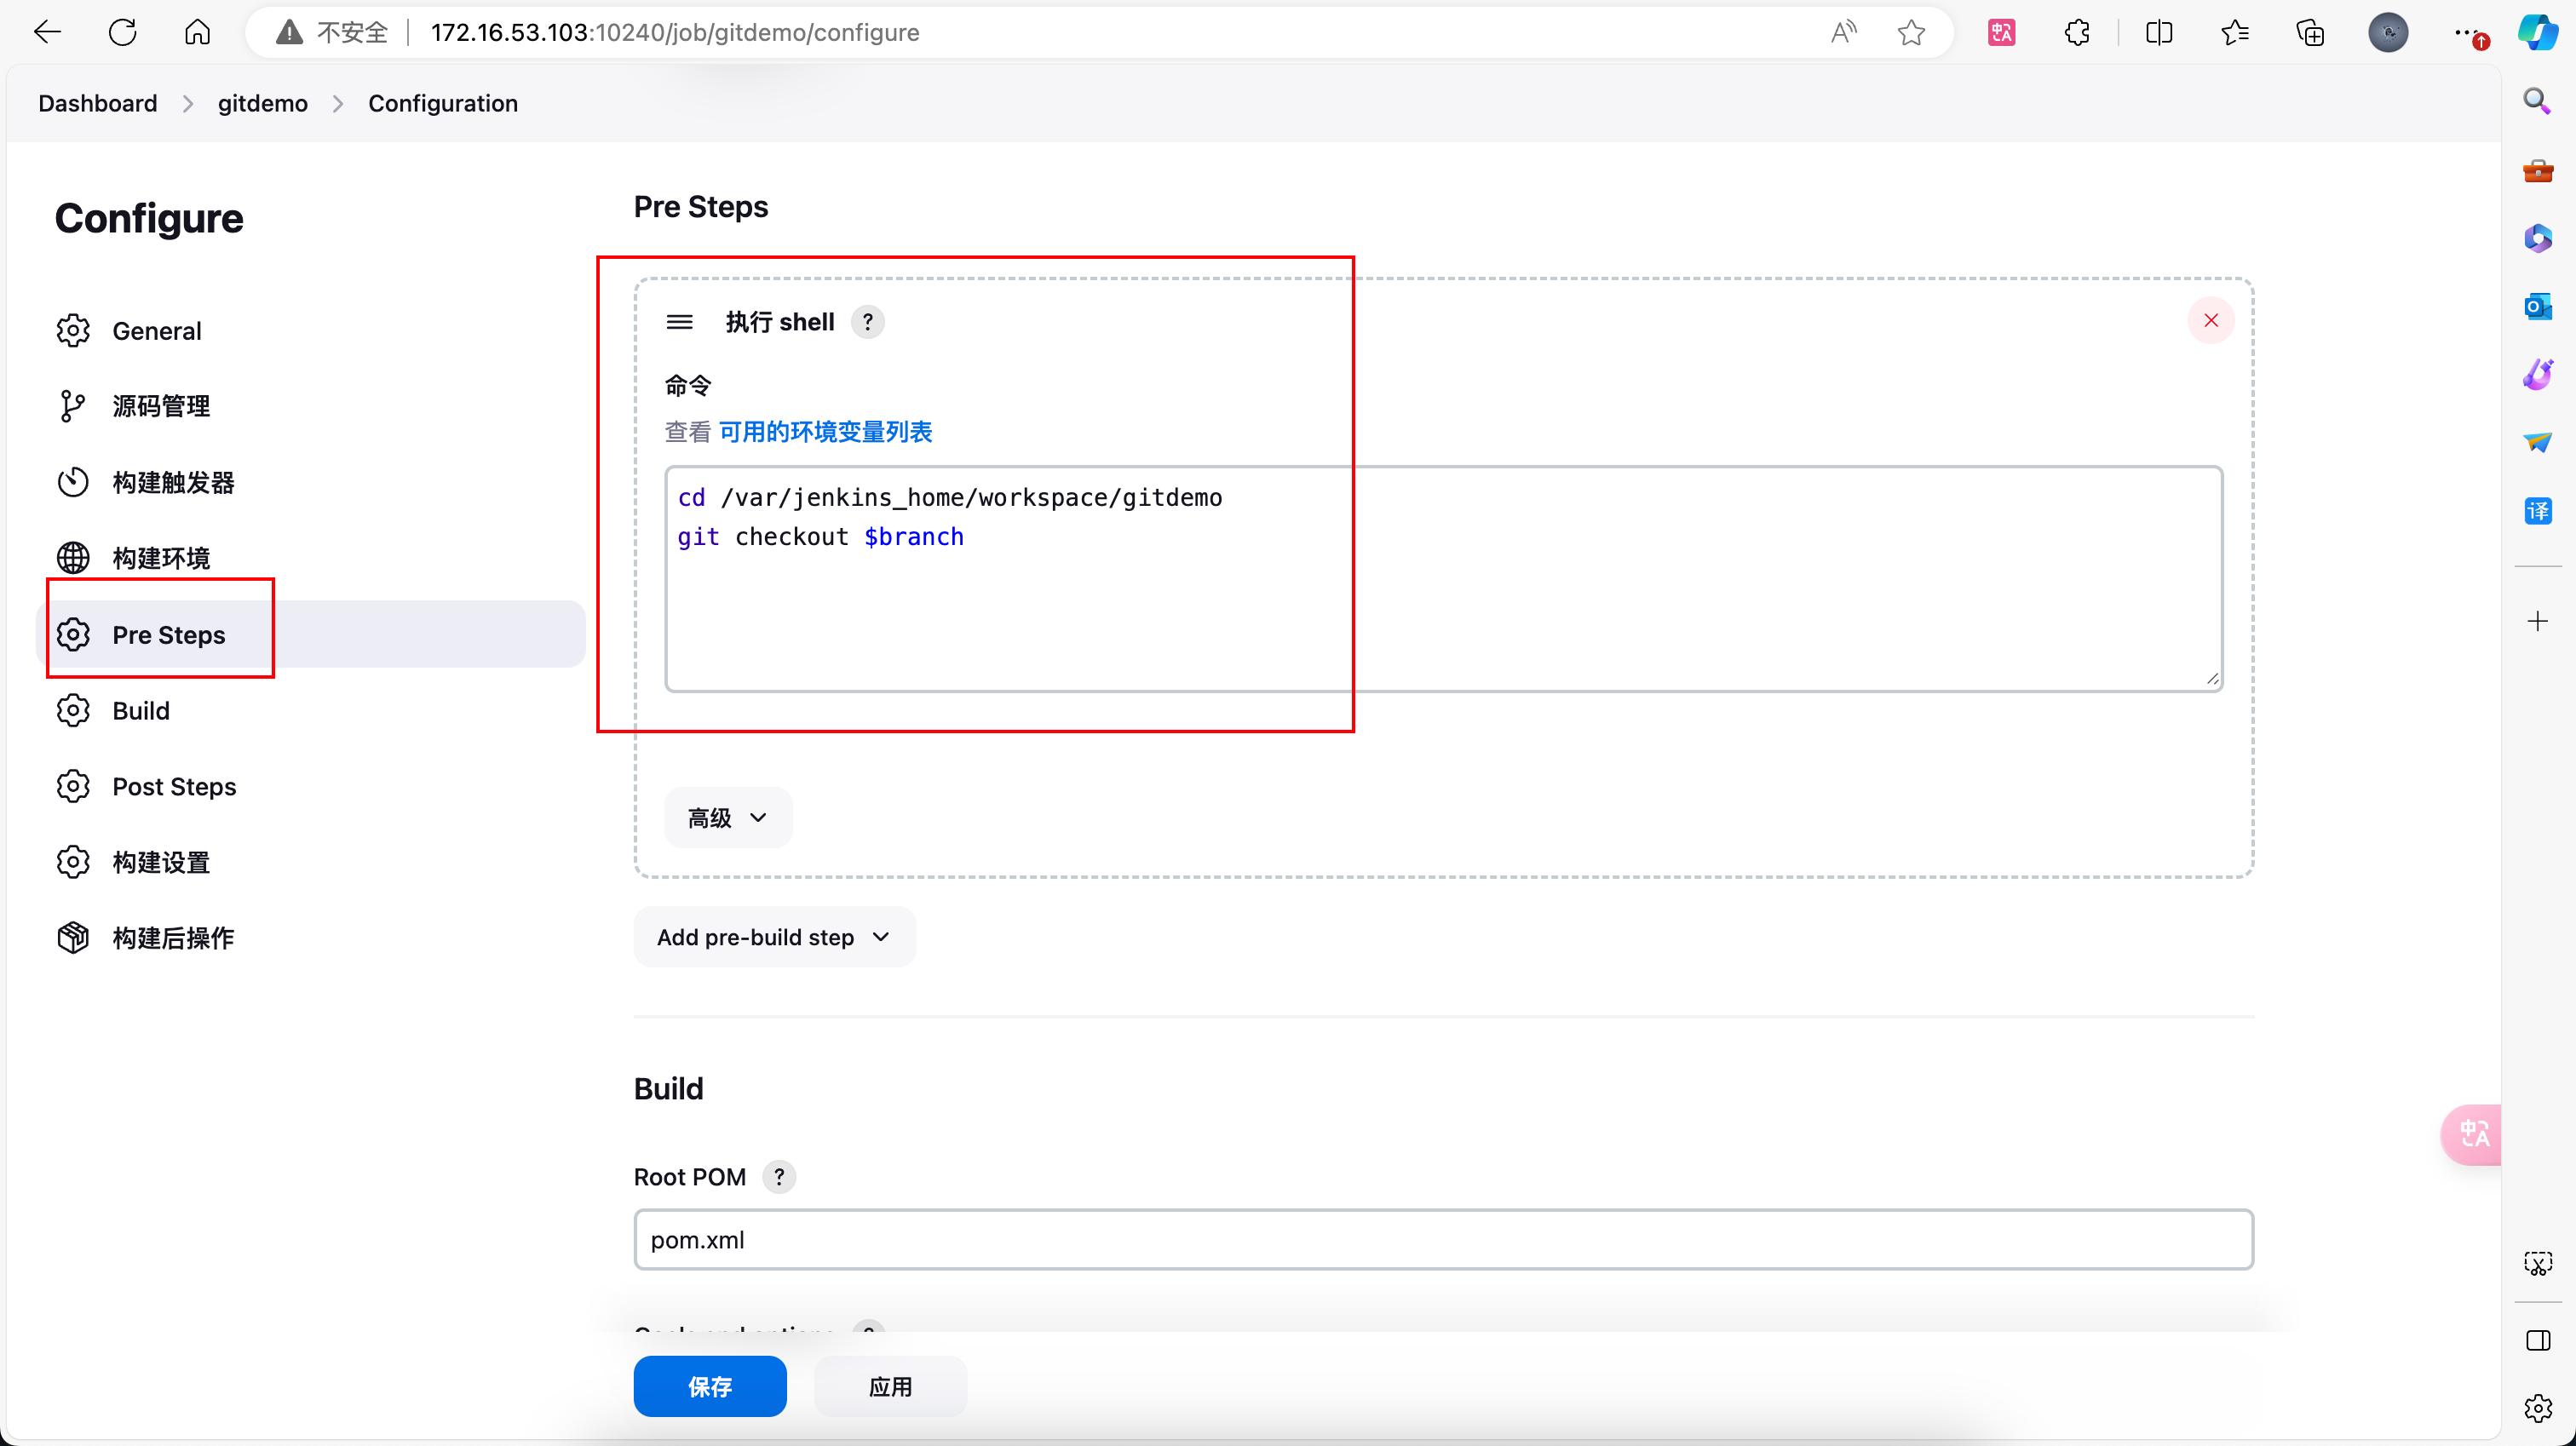 不安全
172.16.53.103:10240/job/gitdemo/configure
Dashboard
gitdemo
Configuration
Configure
General
源码管理
构建触发器
构建环境
Pre Steps
Build
Post Steps
构建设置
构建后操作
Pre Steps
执行 shell ?
命令
查看 可用的环境变量列表
cd /var/jenkins_home/workspace/gitdemo
git checkout $branch
高级
Add pre-build step
Build
Root POM ?
pom.xml
保存
应用
译